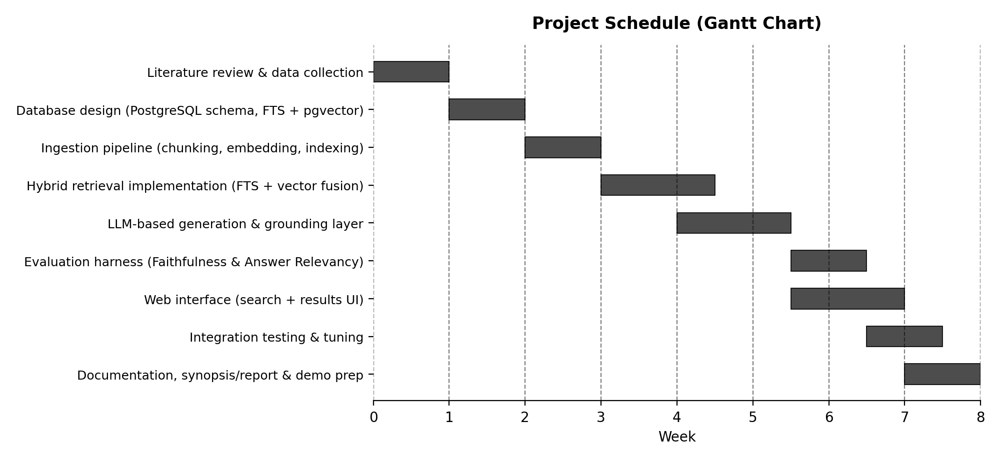 Project Schedule (Gantt Chart)
Literature review & data collection
Database design (PostgreSQL schema, FTS + pgvector)
Ingestion pipeline (chunking, embedding, indexing)
Hybrid retrieval implementation (FTS + vector fusion)
LLM-based generation & grounding layer
Evaluation harness (Faithfulness & Answer Relevancy)
Web interface (search + results UI)
Integration testing & tuning
Documentation, synopsis/report & demo prep
0 1 2 3 4 5 6 7 8
Week